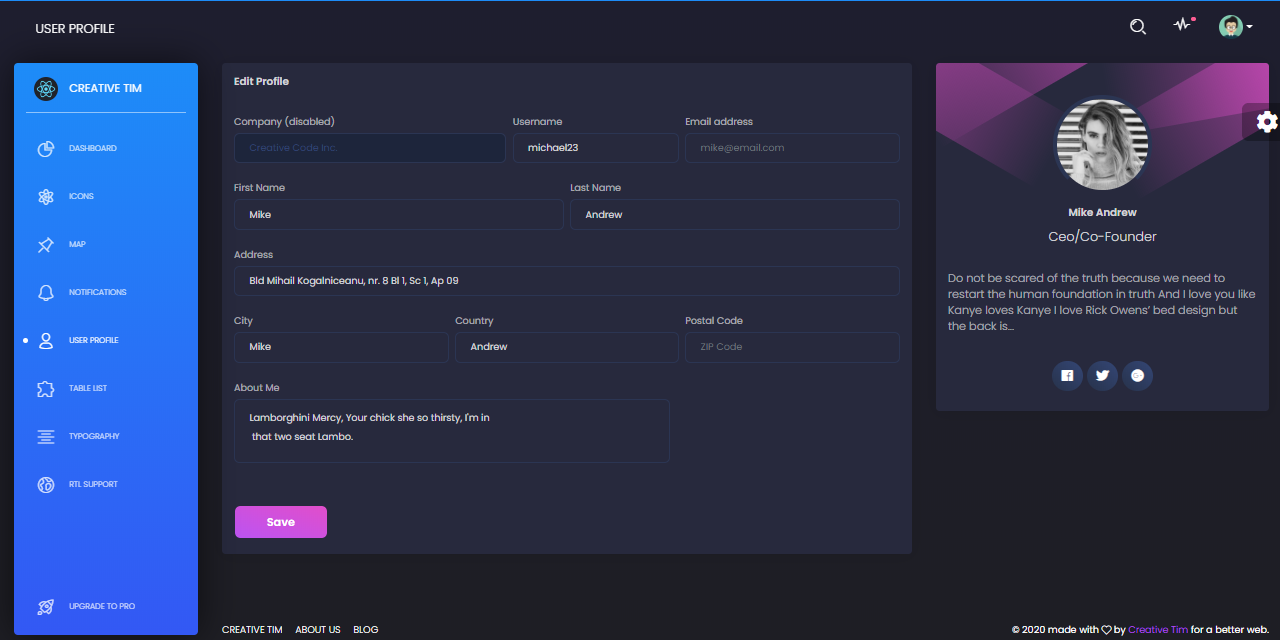 USER PROFILE
CREATIVE TIM
DASHBOARD
ICONS
MAP
NOTIFICATIONS
USER PROFILE
TABLE LIST
TYPOGRAPHY
RTL SUPPORT
UPGRADE TO PRO
Edit Profile
Company (disabled) Username Email address
Creative Code Inc. michael23 mike@email.com
First Name Last Name
Mike Andrew
Address
Bld Mihail Kogalniceanu, nr. 8 Bl 1, Sc 1, Ap 09
City Country Postal Code
Mike Andrew ZIP Code
About Me
Lamborghini Mercy, Your chick she so thirsty, I'm in
that two seat Lambo.
Save
Mike Andrew
Ceo/Co-Founder
Do not be scared of the truth because we need to
restart the human foundation in truth And I love you like
Kanye loves Kanye I love Rick Owens’ bed design but
the back is...
CREATIVE TIM ABOUT US BLOG
© 2020 made with ♡ by Creative Tim for a better web.